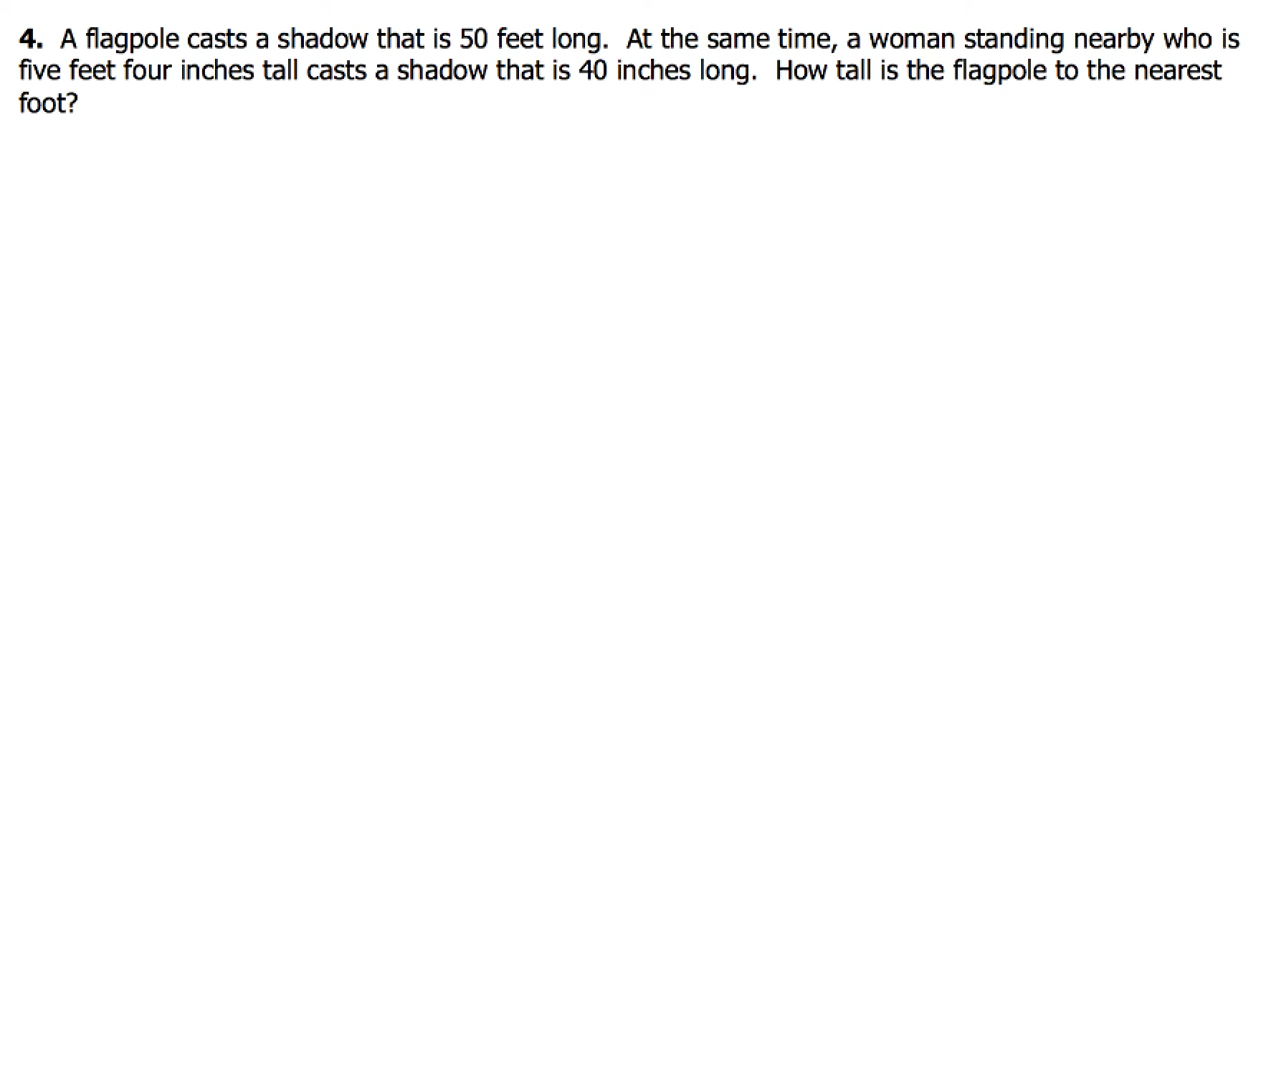 4. A flagpole casts a shadow that is 50 feet long. At the same time, a woman standing nearby who is
five feet four inches tall casts a shadow that is 40 inches long. How tall is the flagpole to the nearest
foot?